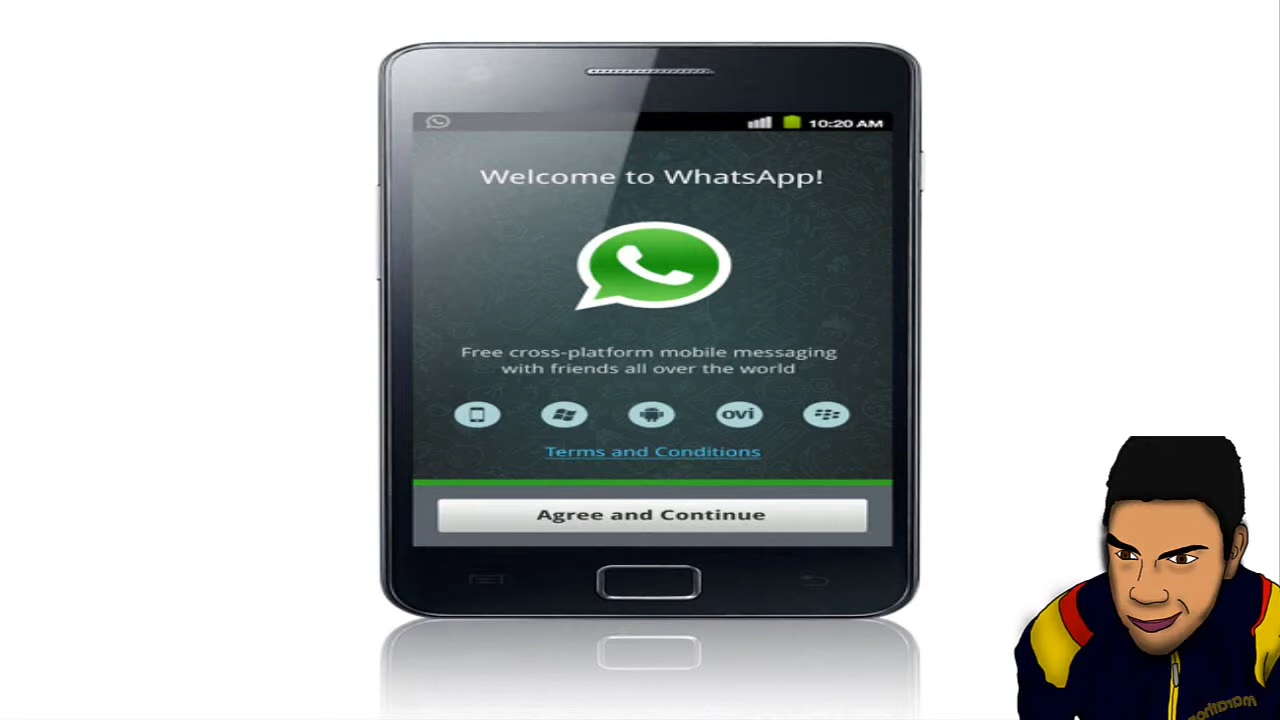 10:20 AM
Welcome to WhatsApp!
Free cross-platform mobile messaging
with friends all over the world
ovi
Terms and Conditions
Agree and Continue
marathon